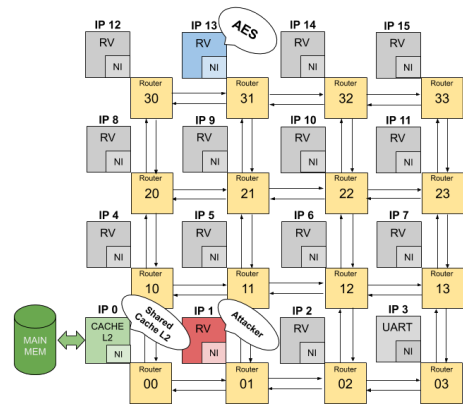 IP 12
IP 13
IP 14
IP 15
AES
RV
RV
RV
RV
NI
NI
NI
NI
Router
30
Router
31
Router
32
Router
33
IP 8
IP 9
IP 10
IP 11
RV
RV
RV
RV
NI
NI
NI
NI
Router
20
Router
21
Router
22
Router
23
IP 4
IP 5
IP 6
IP 7
RV
RV
RV
RV
NI
NI
NI
NI
Router
10
Router
11
Router
12
Router
13
IP 0
Shared
Cache L2
IP 1
Attacker
IP 2
IP 3
MAIN
MEM
CACHE
L2
RV
RV
UART
NI
NI
NI
NI
Router
00
Router
01
Router
02
Router
03